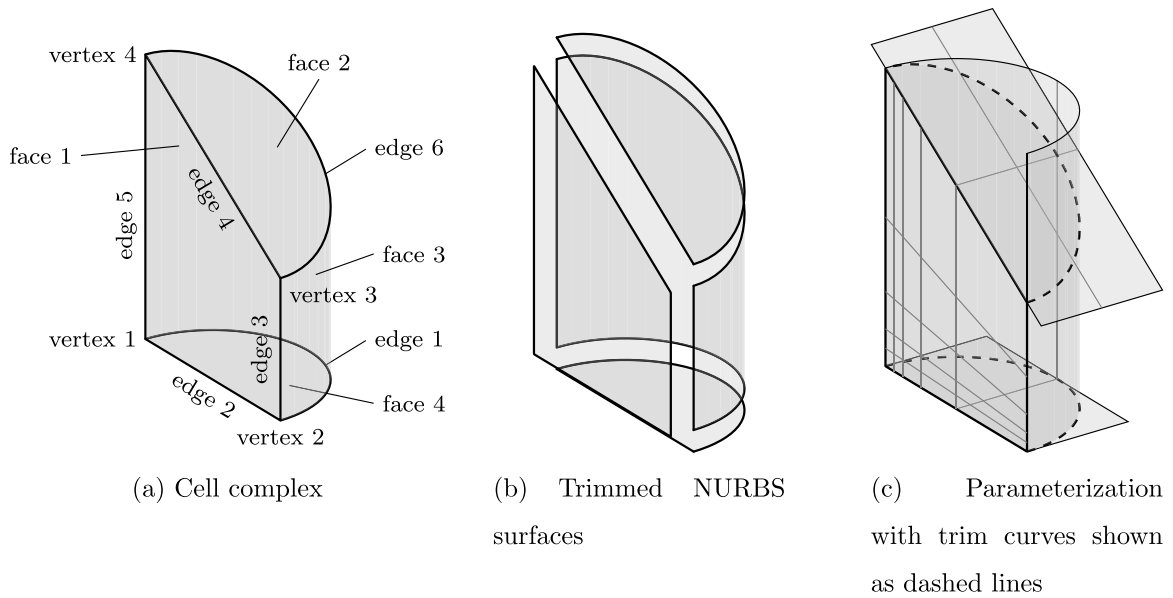 vertex 4
face 2
face 1
edge 6
edge 4
edge 5
face 3
vertex 3
vertex 1
edge 3
edge 1
edge 2
face 4
vertex 2
(a) Cell complex
(b) Trimmed NURBS
surfaces
(c) Parameterization
with trim curves shown
as dashed lines